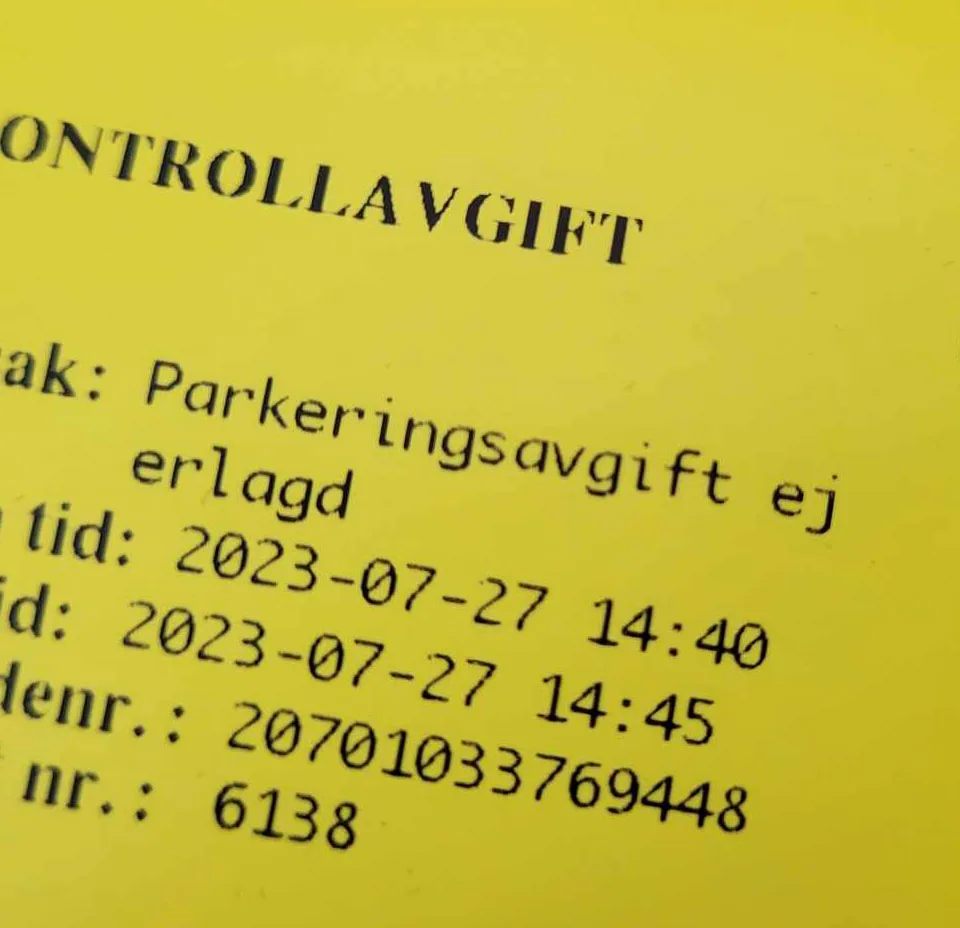 ONTROLLAVGIFT
ak: Parkeringsavgift ej
erlagd
tid: 2023-07-27 14:40
id: 2023-07-27 14:45
denr.: 20701033769448
nr.: 6138